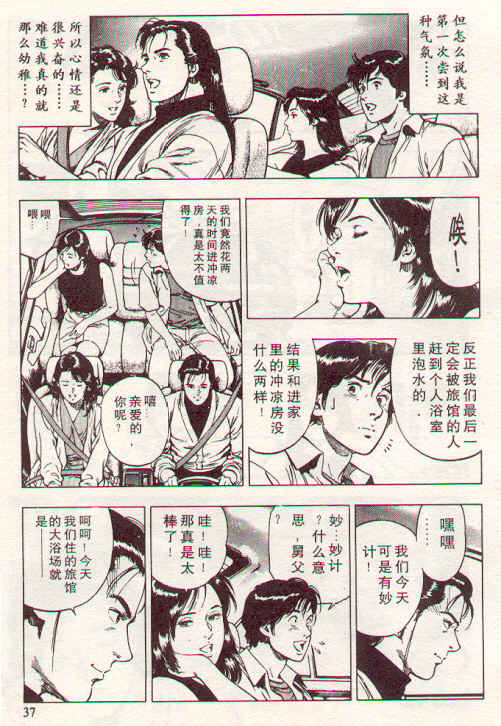 但怎么说我是
第一次尝到这
种气氛……
所以心情还是
很兴奋的……
难道我真的就
那么幼稚…？
唉！
我们竟然花两
天的时间进冲凉
房，真是太不值
得了！
喂…
喂…
嘻…
亲爱的，
你呢？
反正我们最后一
定会被旅馆的人
赶到个人浴室
里泡水的．
结果和进家
里的冲凉房没
什么两样！
嘿嘿
……
我们今天
可是有妙
计！
妙…妙计
？什么意
思，舅父
？
哇！哇！
那真是太
棒了！
呵呵！今天
我们住的旅馆
的大浴场就
是
37